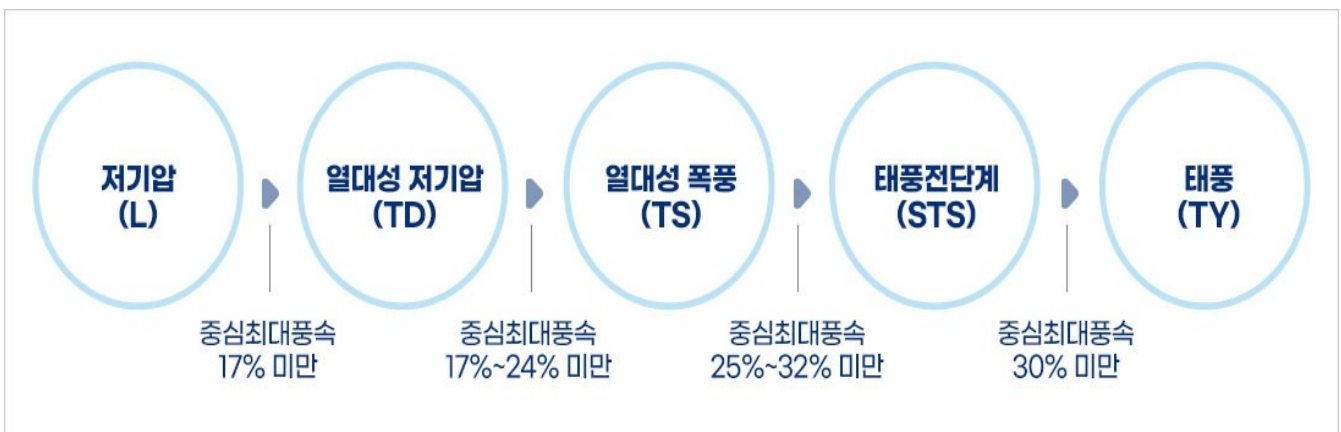 저기압
(L)
열대성 저기압
(TD)
열대성 폭풍
(TS)
태풍전단계
(STS)
태풍
(TY)
중심최대풍속
17% 미만
중심최대풍속
17%~24% 미만
중심최대풍속
25%~32% 미만
중심최대풍속
30% 미만